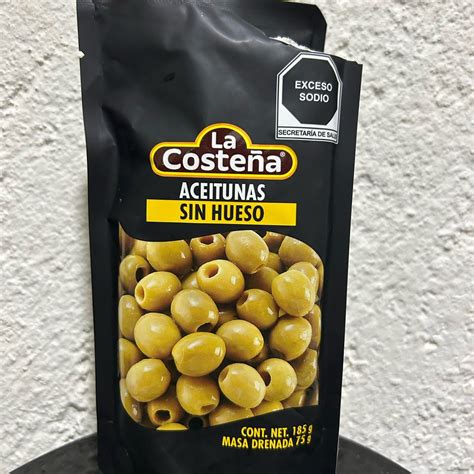 EXCESO
SODIO
SECRETARÍA DE SALUD
La
Costeña®
ACEITUNAS
SIN HUESO
CONT. NET. 185 g
MASA DRENADA 75 g